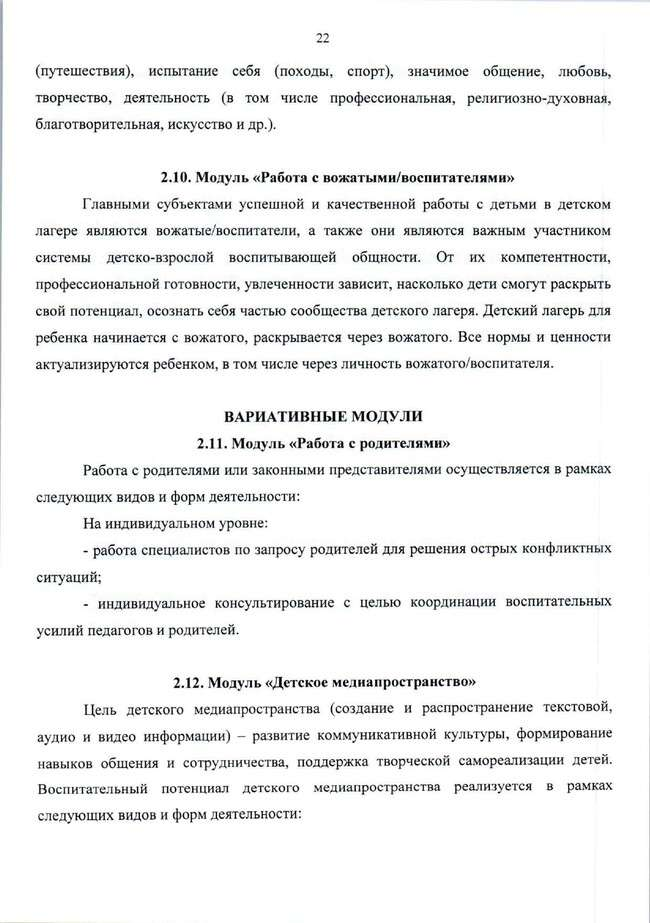 22
(путешествия), испытание себя (походы, спорт), значимое общение, любовь,
творчество, деятельность (в том числе профессиональная, религиозно-духовная,
благотворительная, искусство и др.).
2.10. Модуль «Работа с вожатыми/воспитателями»
Главными субъектами успешной и качественной работы с детьми в детском
лагере являются вожатые/воспитатели, а также они являются важным участником
системы детско-взрослой воспитывающей общности. От их компетентности,
профессиональной готовности, увлеченности зависит, насколько дети смогут раскрыть
свой потенциал, осознать себя частью сообщества детского лагеря. Детский лагерь для
ребенка начинается с вожатого, раскрывается через вожатого. Все нормы и ценности
актуализируются ребенком, в том числе через личность вожатого/воспитателя.
ВАРИАТИВНЫЕ МОДУЛИ
2.11. Модуль «Работа с родителями»
Работа с родителями или законными представителями осуществляется в рамках
следующих видов и форм деятельности:
На индивидуальном уровне:
- работа специалистов по запросу родителей для решения острых конфликтных
ситуаций;
- индивидуальное консультирование с целью координации воспитательных
усилий педагогов и родителей.
2.12. Модуль «Детское медиапространство»
Цель детского медиапространства (создание и распространение текстовой,
аудио и видео информации) – развитие коммуникативной культуры, формирование
навыков общения и сотрудничества, поддержка творческой самореализации детей.
Воспитательный потенциал детского медиапространства реализуется в рамках
следующих видов и форм деятельности: